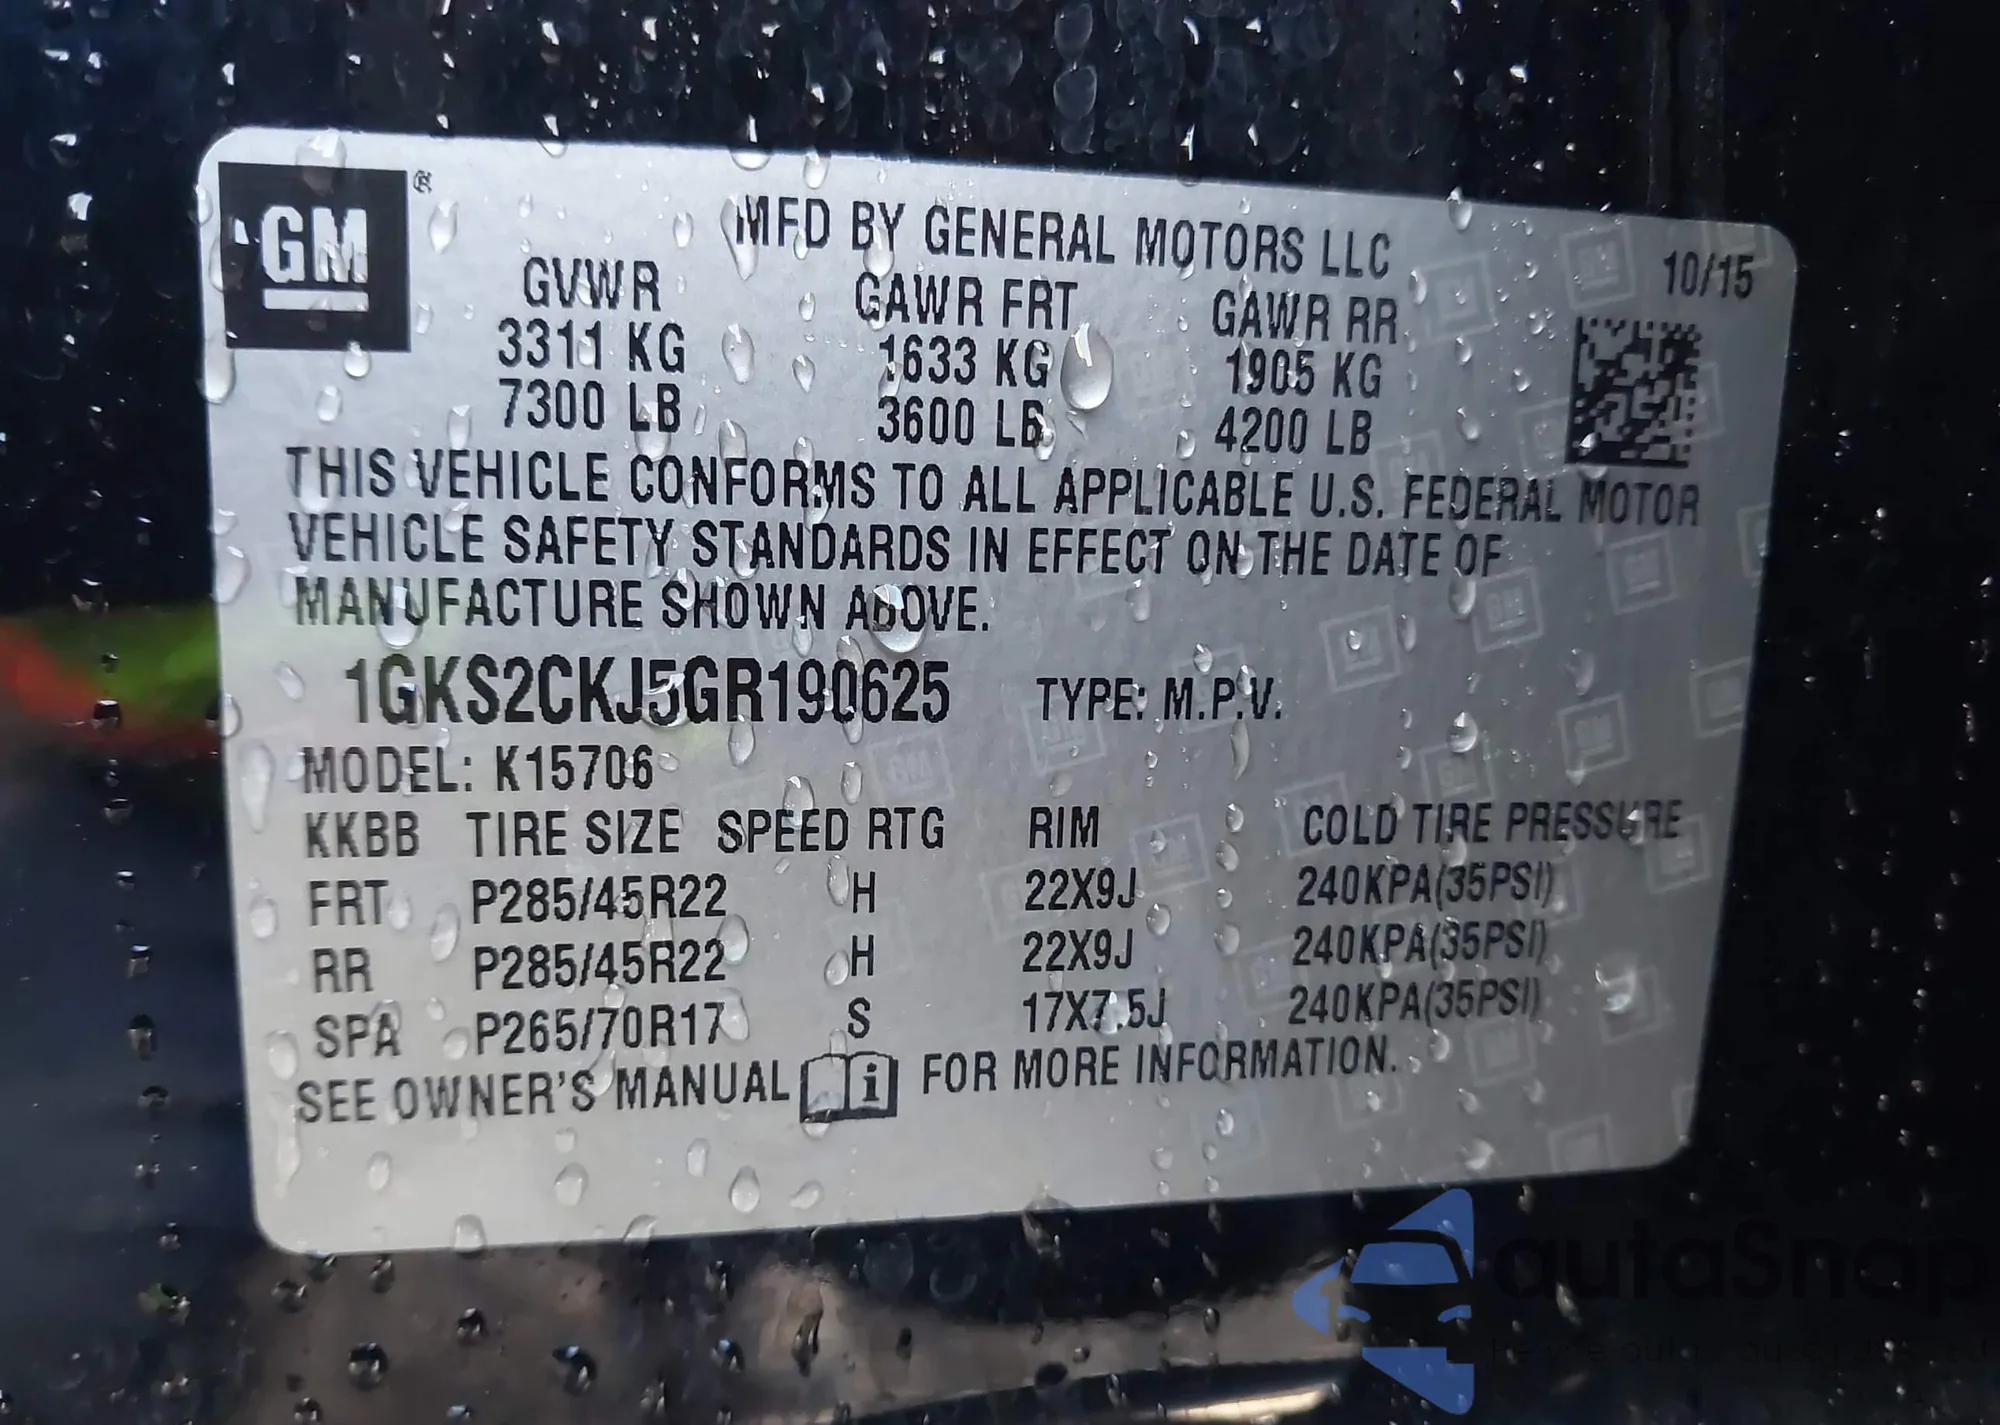 GM ®
MFD BY GENERAL MOTORS LLC
10/15
GVWR GAWR FRT GAWR RR
3311 KG 1633 KG 1905 KG
7300 LB 3600 LB 4200 LB
THIS VEHICLE CONFORMS TO ALL APPLICABLE U.S. FEDERAL MOTOR
VEHICLE SAFETY STANDARDS IN EFFECT ON THE DATE OF
MANUFACTURE SHOWN ABOVE.
1GKS2CKJ5GR190625 TYPE: M.P.V.
MODEL: K15706
KKBB TIRE SIZE SPEED RTG RIM COLD TIRE PRESSURE
FRT P285/45R22 H 22X9J 240KPA(35PSI)
RR P285/45R22 H 22X9J 240KPA(35PSI)
SPA P265/70R17 S 17X7.5J 240KPA(35PSI)
SEE OWNER'S MANUAL i FOR MORE INFORMATION.
autaSnap